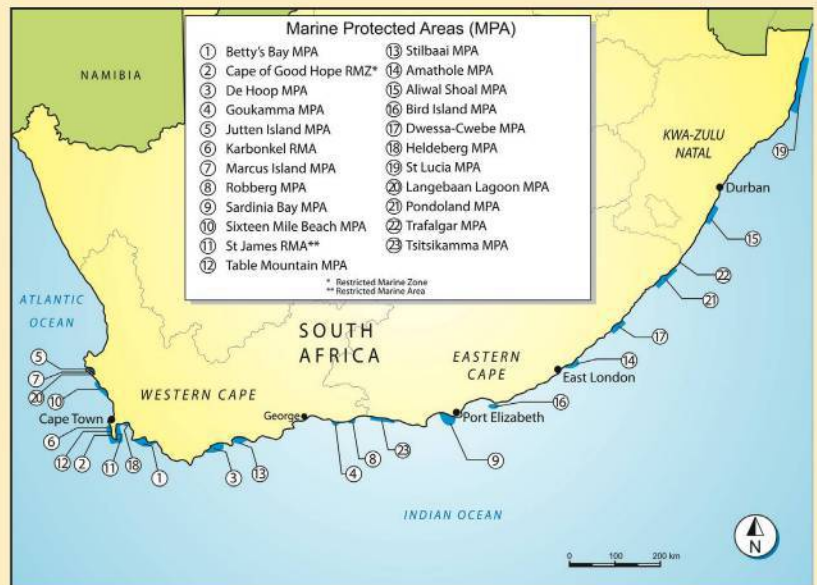 Marine Protected Areas (MPA)
① Betty's Bay MPA
② Cape of Good Hope RMZ*
③ De Hoop MPA
④ Goukamma MPA
⑤ Jutten Island MPA
⑥ Karbonkel RMA
⑦ Marcus Island MPA
⑧ Robberg MPA
⑨ Sardinia Bay MPA
⑩ Sixteen Mile Beach MPA
⑪ St James RMA**
⑫ Table Mountain MPA
⑬ Stilbaai MPA
⑭ Amathole MPA
⑮ Aliwal Shoal MPA
⑯ Bird Island MPA
⑰ Dwessa-Cwebe MPA
⑱ Heldeberg MPA
⑲ St Lucia MPA
⑳ Langebaan Lagoon MPA
㉑ Pondoland MPA
㉒ Trafalgar MPA
㉓ Tsitsikamma MPA
* Restricted Marine Zone
** Restricted Marine Area
NAMIBIA
KWA-ZULU
NATAL
⑲
Durban
⑮
㉒
㉑
ATLANTIC
OCEAN
SOUTH
AFRICA
⑰
EASTERN
CAPE
⑭
East London
⑤
⑦
⑳
⑩
WESTERN CAPE
⑯
Cape Town
George
Port Elizabeth
⑥
⑫
②
⑪
⑱
①
③
⑬
④
⑧
㉓
⑨
INDIAN OCEAN
N
0 100 200 km